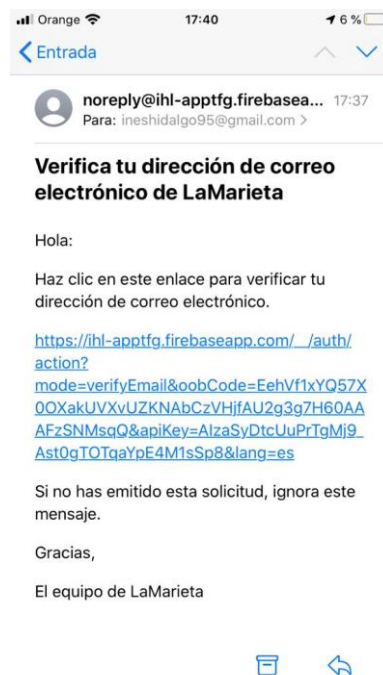 Orange 17:40 6 %
Entrada
noreply@ihl-apptfg.firebasea... 17:37
Para: ineshidalgo95@gmail.com >
Verifica tu dirección de correo
electrónico de LaMarieta
Hola:
Haz clic en este enlace para verificar tu
dirección de correo electrónico.
https://ihl-apptfg.firebaseapp.com/__/auth/
action?
mode=verifyEmail&oobCode=EehVf1xYQ57X
0OXakUVXvUZKNAbCzVHjfAU2g3g7H60AA
AFzSNMsqQ&apiKey=AIzaSyDtcUuPrTgMj9_
Ast0gTOTqaYpE4M1sSp8&lang=es
Si no has emitido esta solicitud, ignora este
mensaje.
Gracias,
El equipo de LaMarieta